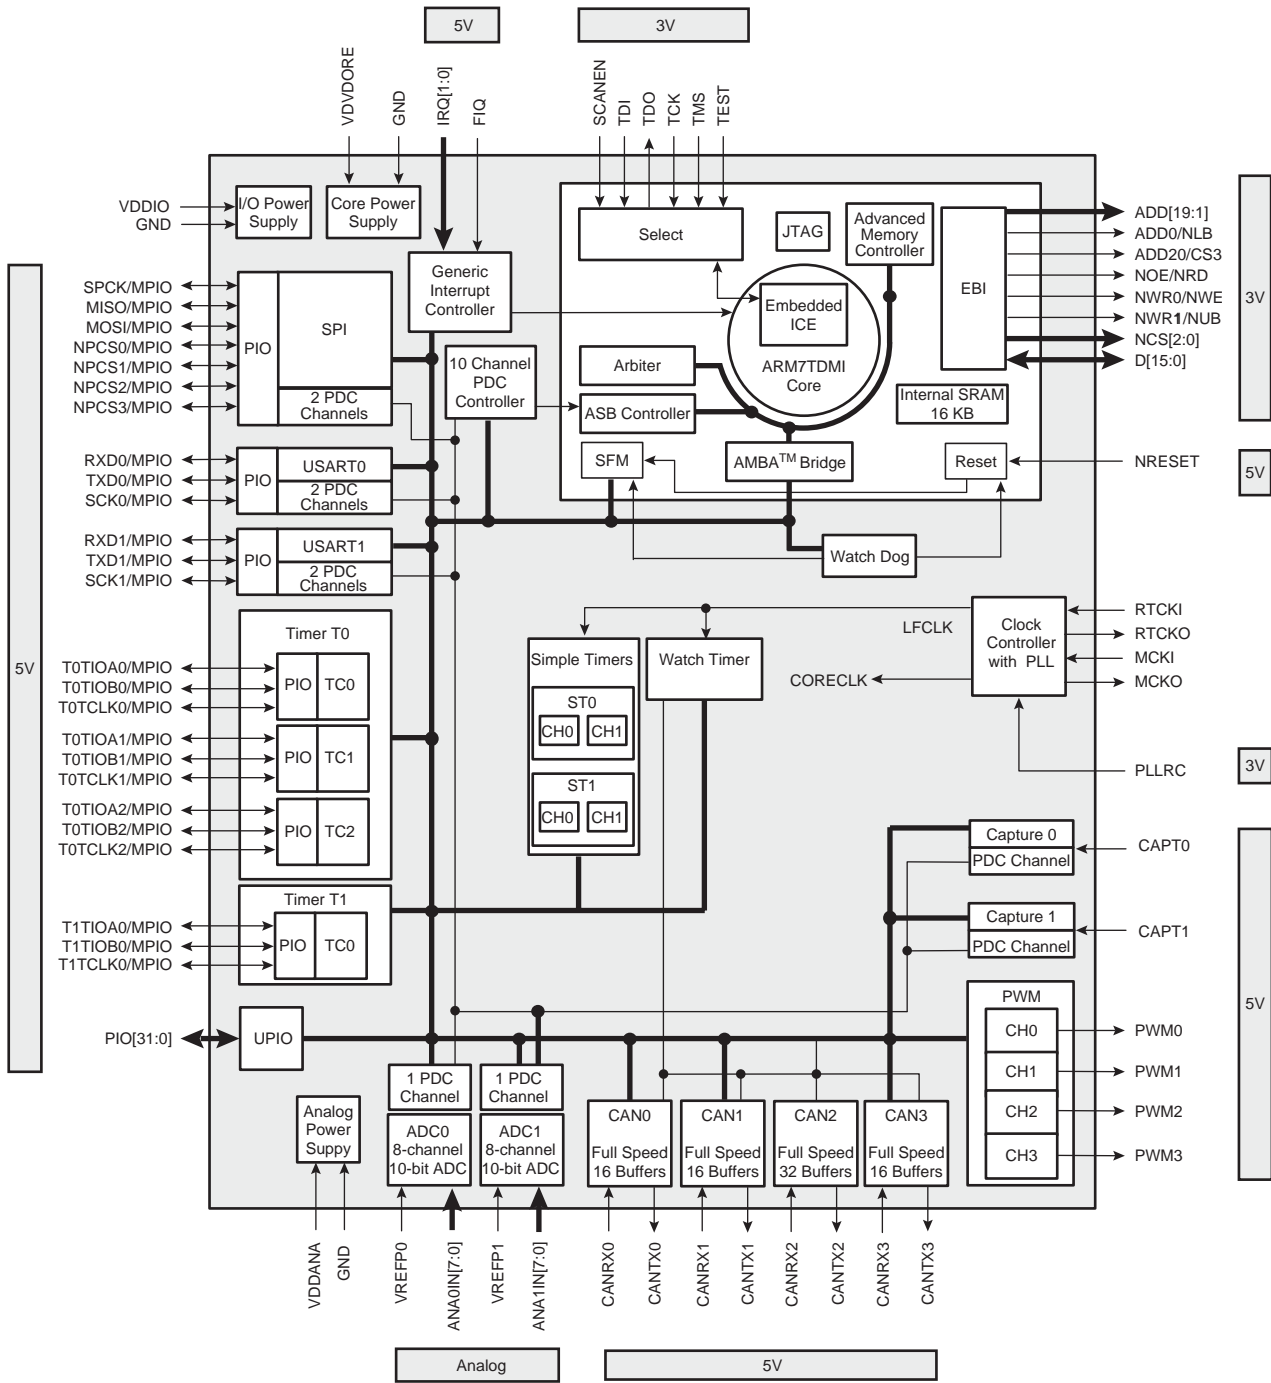 5V
3V
VDVDORE
GND
IRQ[1:0]
FIQ
SCANEN
TDI
TDO
TCK
TMS
TEST
VDDIO
GND
I/O Power
Supply
Core Power
Supply
Generic
Interrupt
Controller
Select
JTAG
Advanced
Memory
Controller
EBI
Embedded
ICE
ARM7TDMI
Core
Internal SRAM
16 KB
Arbiter
ASB Controller
SFM
AMBA™ Bridge
Reset
Watch Dog
ADD[19:1]
ADD0/NLB
ADD20/CS3
NOE/NRD
NWR0/NWE
NWR1/NUB
NCS[2:0]
D[15:0]
3V
NRESET
5V
5V
SPCK/MPIO
MISO/MPIO
MOSI/MPIO
NPCS0/MPIO
NPCS1/MPIO
NPCS2/MPIO
NPCS3/MPIO
PIO
SPI
2 PDC
Channels
10 Channel
PDC
Controller
RXD0/MPIO
TXD0/MPIO
SCK0/MPIO
PIO
USART0
2 PDC
Channels
RXD1/MPIO
TXD1/MPIO
SCK1/MPIO
PIO
USART1
2 PDC
Channels
Timer T0
T0TIOA0/MPIO
T0TIOB0/MPIO
T0TCLK0/MPIO
PIO
TC0
T0TIOA1/MPIO
T0TIOB1/MPIO
T0TCLK1/MPIO
PIO
TC1
T0TIOA2/MPIO
T0TIOB2/MPIO
T0TCLK2/MPIO
PIO
TC2
Timer T1
T1TIOA0/MPIO
T1TIOB0/MPIO
T1TCLK0/MPIO
PIO
TC0
Simple Timers
ST0
CH0
CH1
ST1
CH0
CH1
Watch Timer
LFCLK
CORECLK
Clock
Controller
with PLL
RTCKI
RTCKO
MCKI
MCKO
PLLRC
3V
Capture 0
PDC Channel
CAPT0
Capture 1
PDC Channel
CAPT1
5V
PWM
CH0
CH1
CH2
CH3
PWM0
PWM1
PWM2
PWM3
PIO[31:0]
UPIO
Analog
Power
Suppy
1 PDC
Channel
ADC0
8-channel
10-bit ADC
1 PDC
Channel
ADC1
8-channel
10-bit ADC
CAN0
Full Speed
16 Buffers
CAN1
Full Speed
16 Buffers
CAN2
Full Speed
32 Buffers
CAN3
Full Speed
16 Buffers
VDDANA
GND
VREFP0
ANA0IN[7:0]
VREFP1
ANA1IN[7:0]
CANRX0
CANTX0
CANRX1
CANTX1
CANRX2
CANTX2
CANRX3
CANTX3
Analog
5V